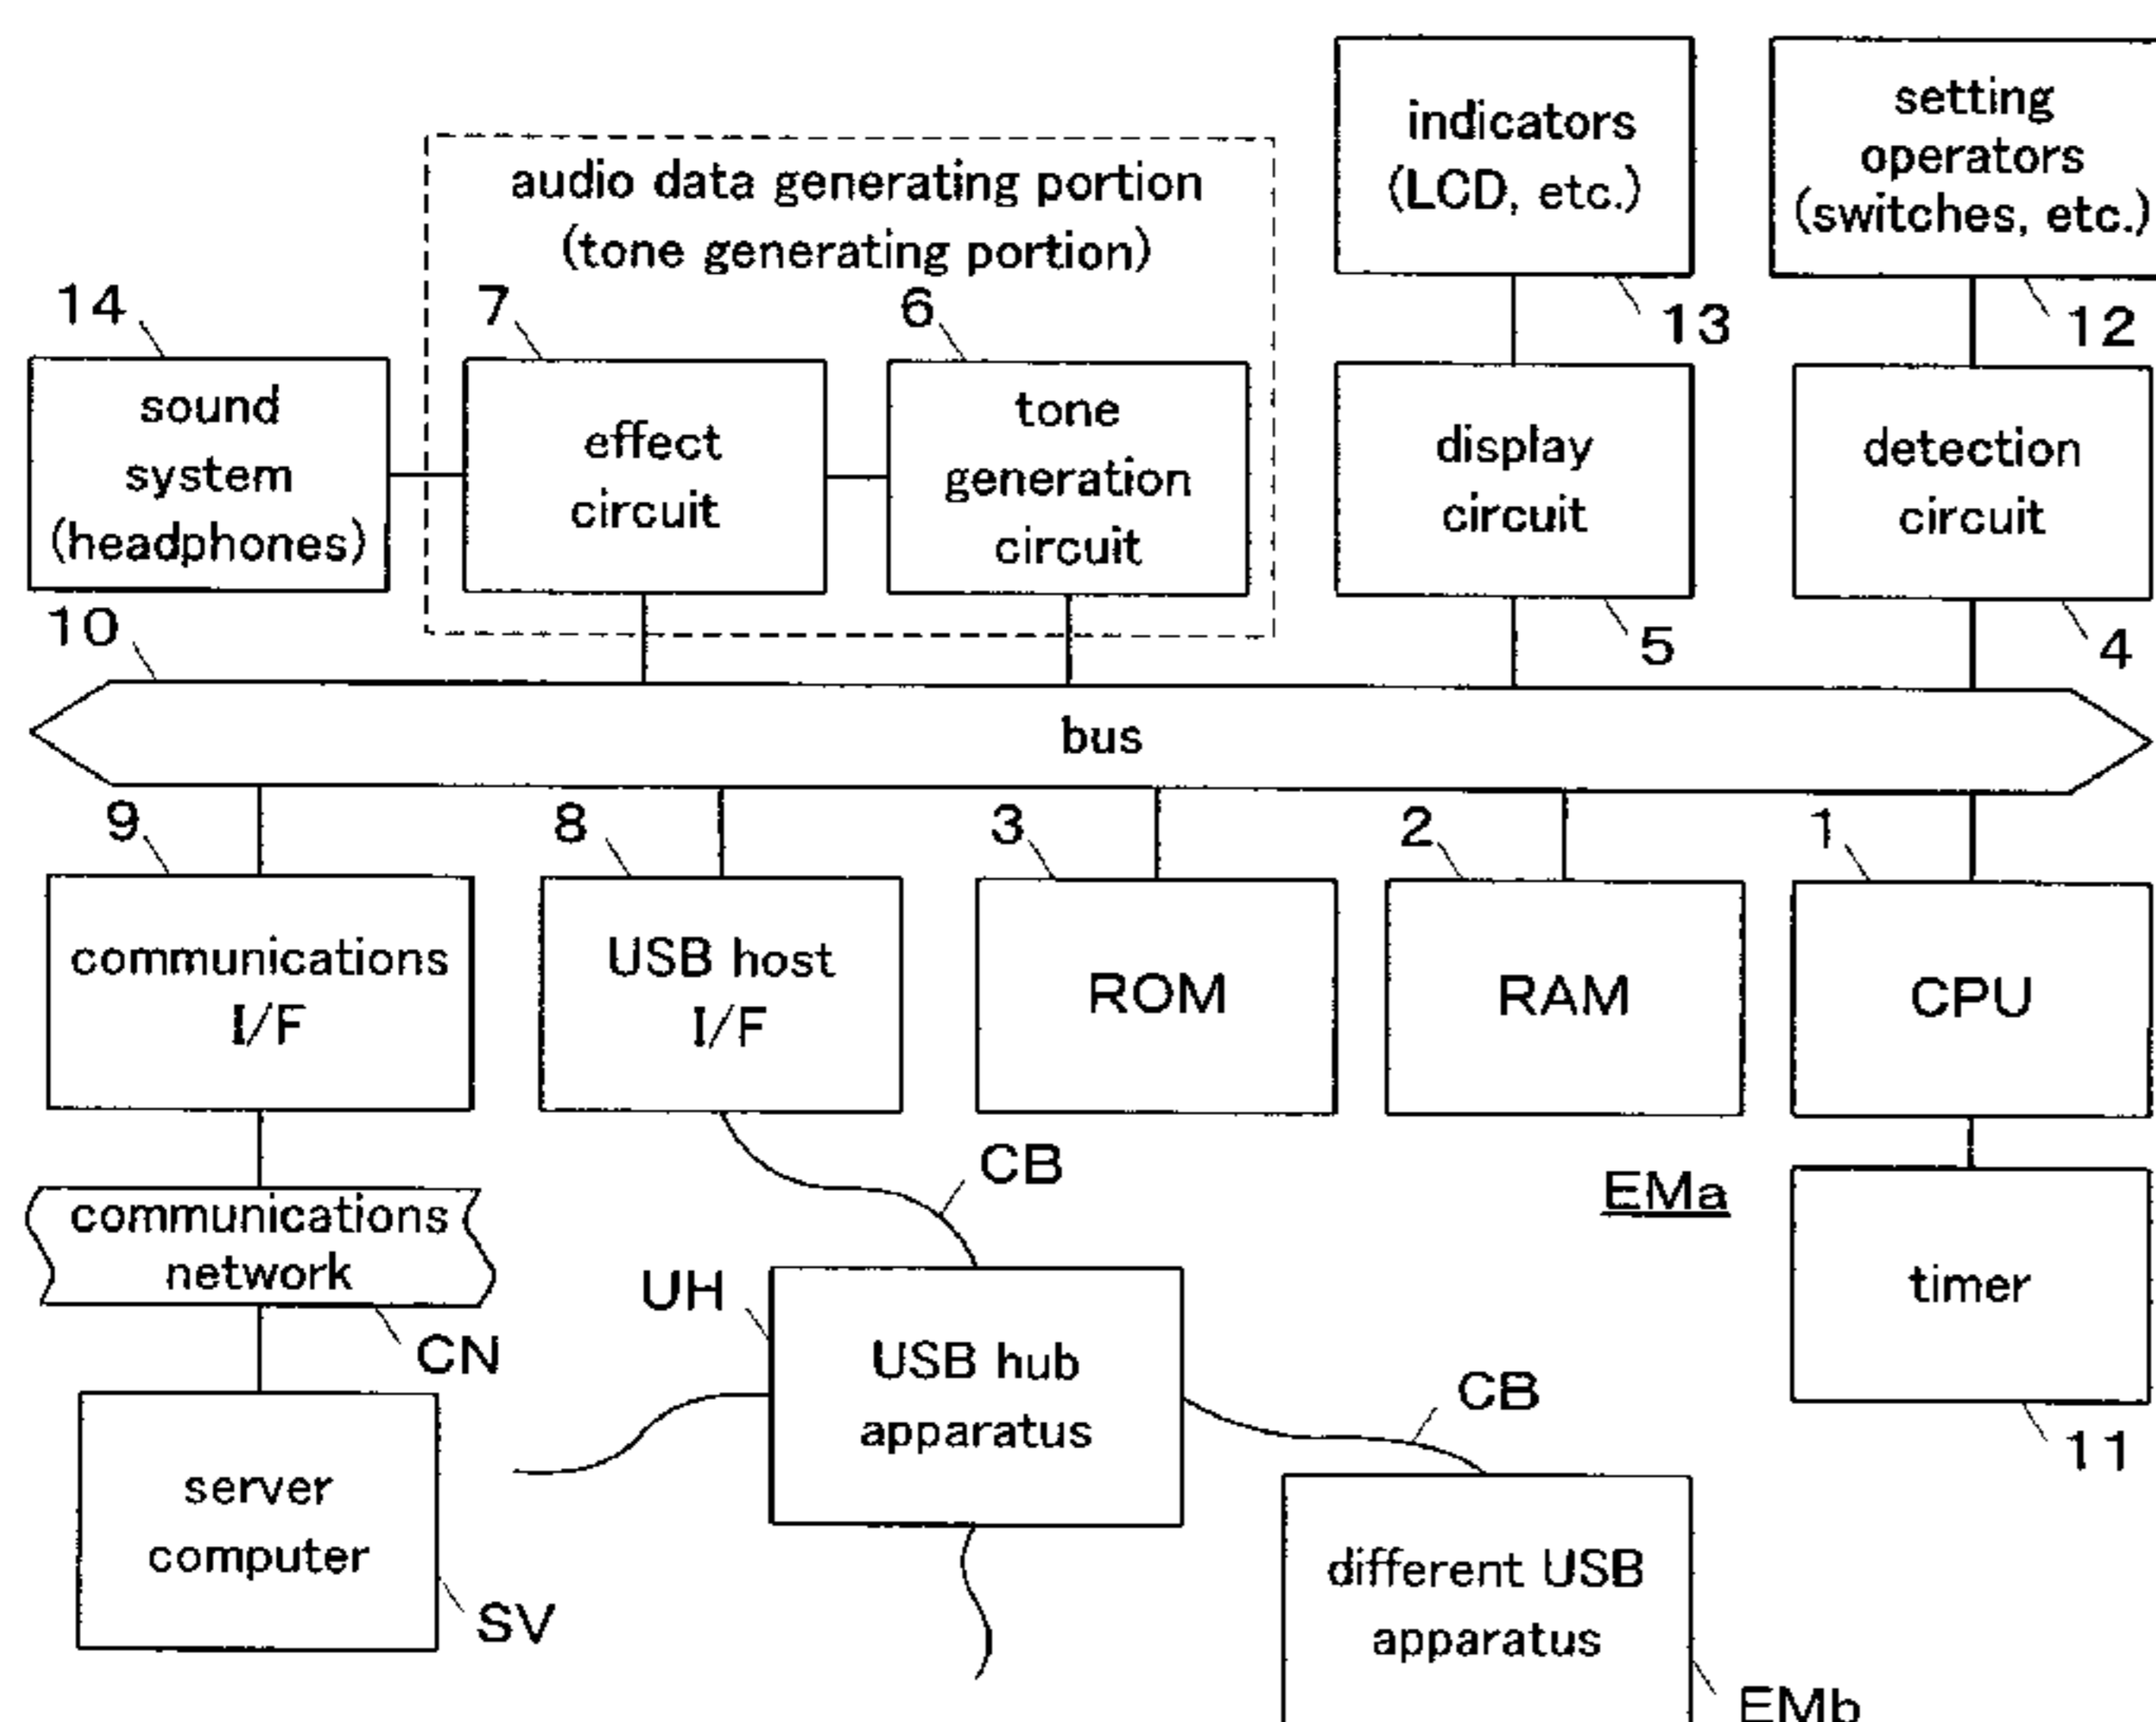 indicators
(LCD, etc.)
setting
operators
(switches, etc.)
audio data generating portion
(tone generating portion)
14
7
6
13
12
sound
system
(headphones)
effect
circuit
tone
generation
circuit
display
circuit
detection
circuit
10
5
4
bus
9
8
3
2
1
communications
I/F
USB host
I/F
ROM
RAM
CPU
CB
EMa
communications
network
CN
UH
USB hub
apparatus
CB
timer
11
server
computer
SV
different USB
apparatus
EMb